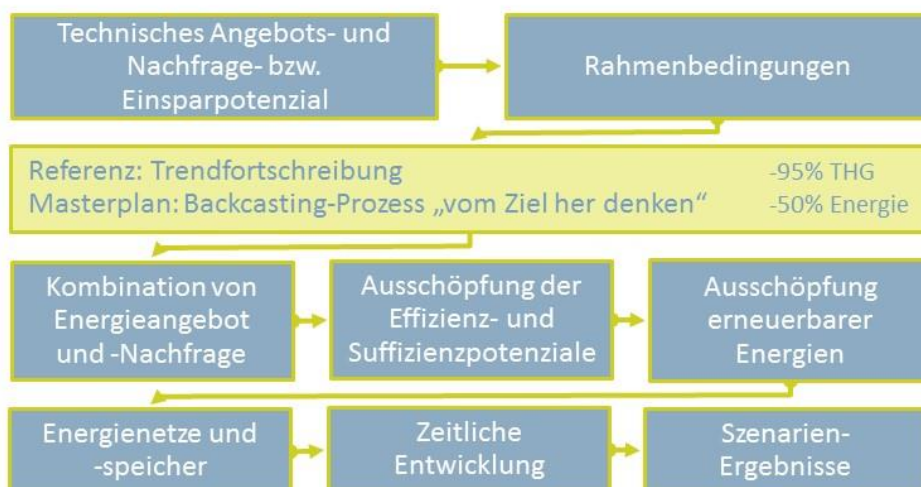 Technisches Angebots- und
Nachfrage- bzw.
Einsparpotenzial
Rahmenbedingungen
Referenz: Trendfortschreibung -95% THG
Masterplan: Backcasting-Prozess „vom Ziel her denken“ -50% Energie
Kombination von
Energieangebot
und -Nachfrage
Ausschöpfung der
Effizienz- und
Suffizienzpotenziale
Ausschöpfung
erneuerbarer
Energien
Energienetze und
-speicher
Zeitliche
Entwicklung
Szenarien-
Ergebnisse